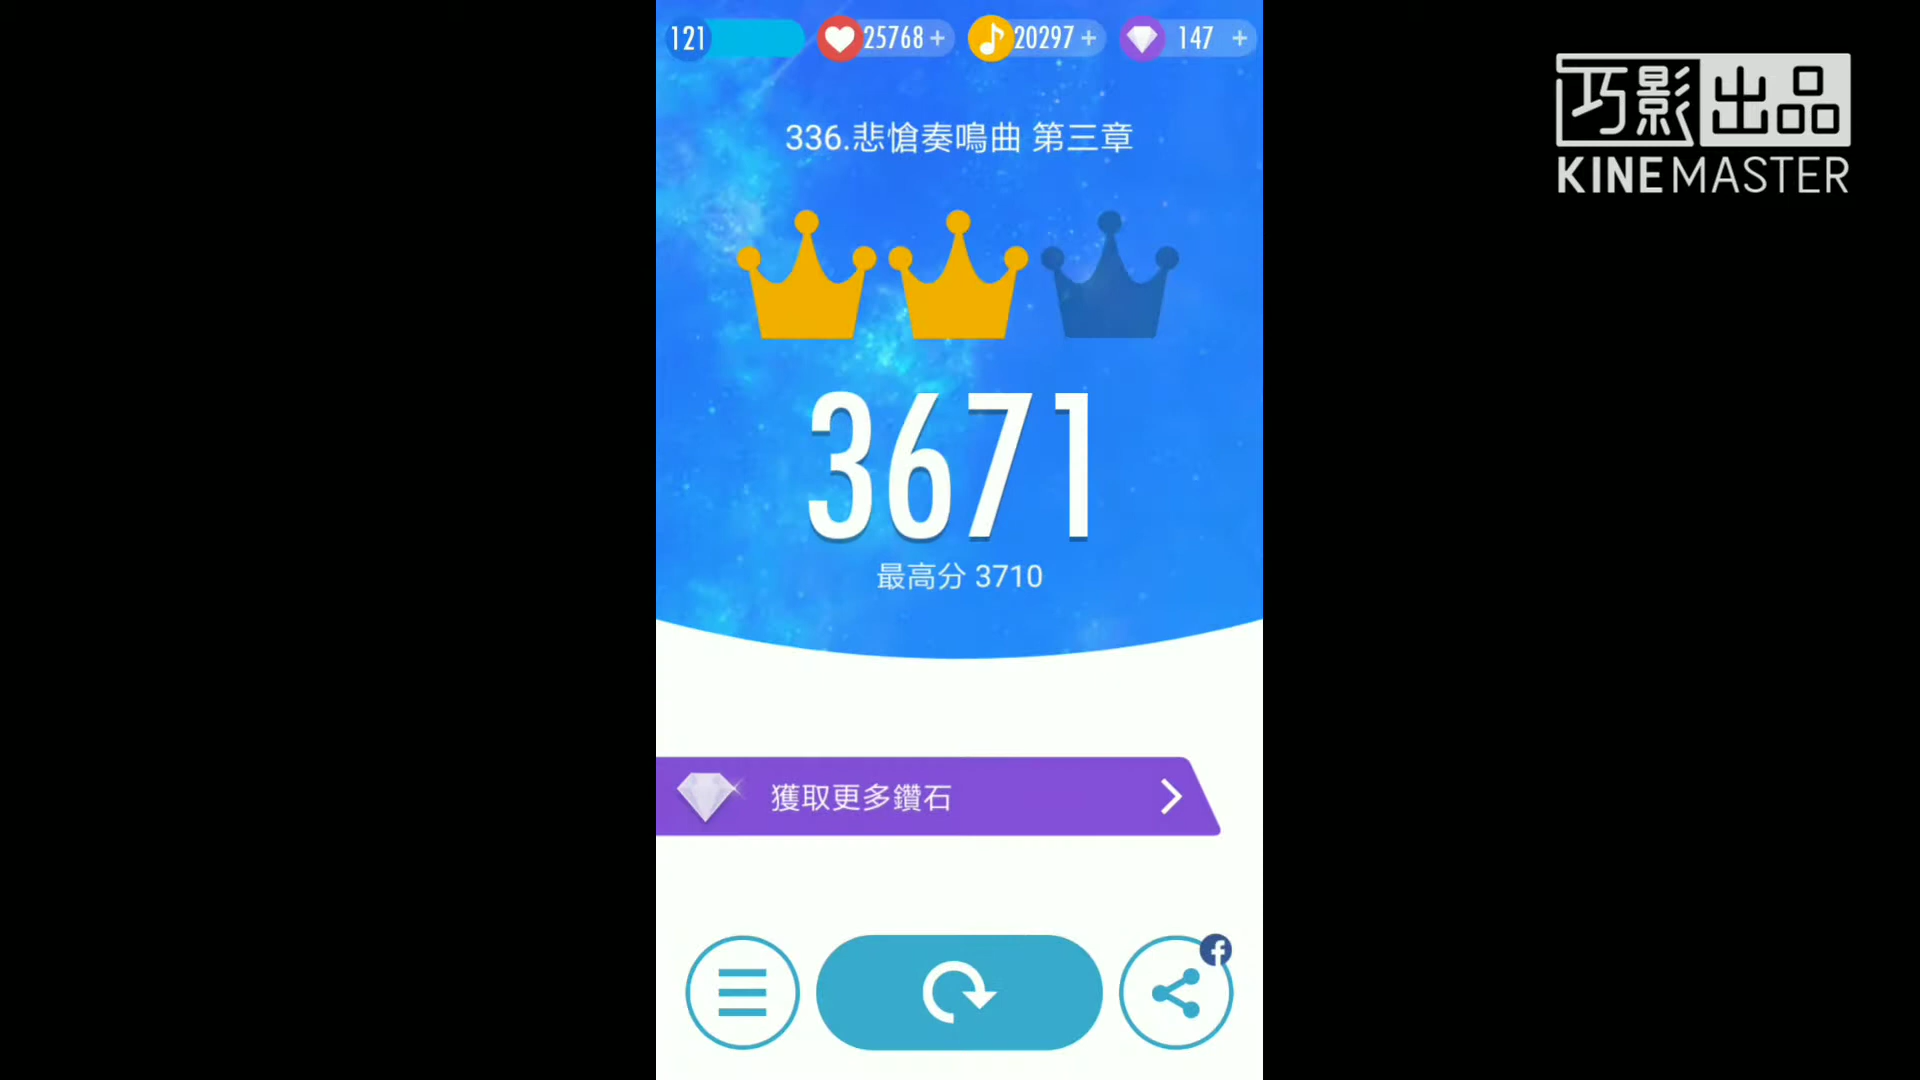 121 25768 + 20297 + 147 +
巧影出品
KINEMASTER
336.悲愴奏鳴曲 第三章
3671
最高分 3710
獲取更多鑽石